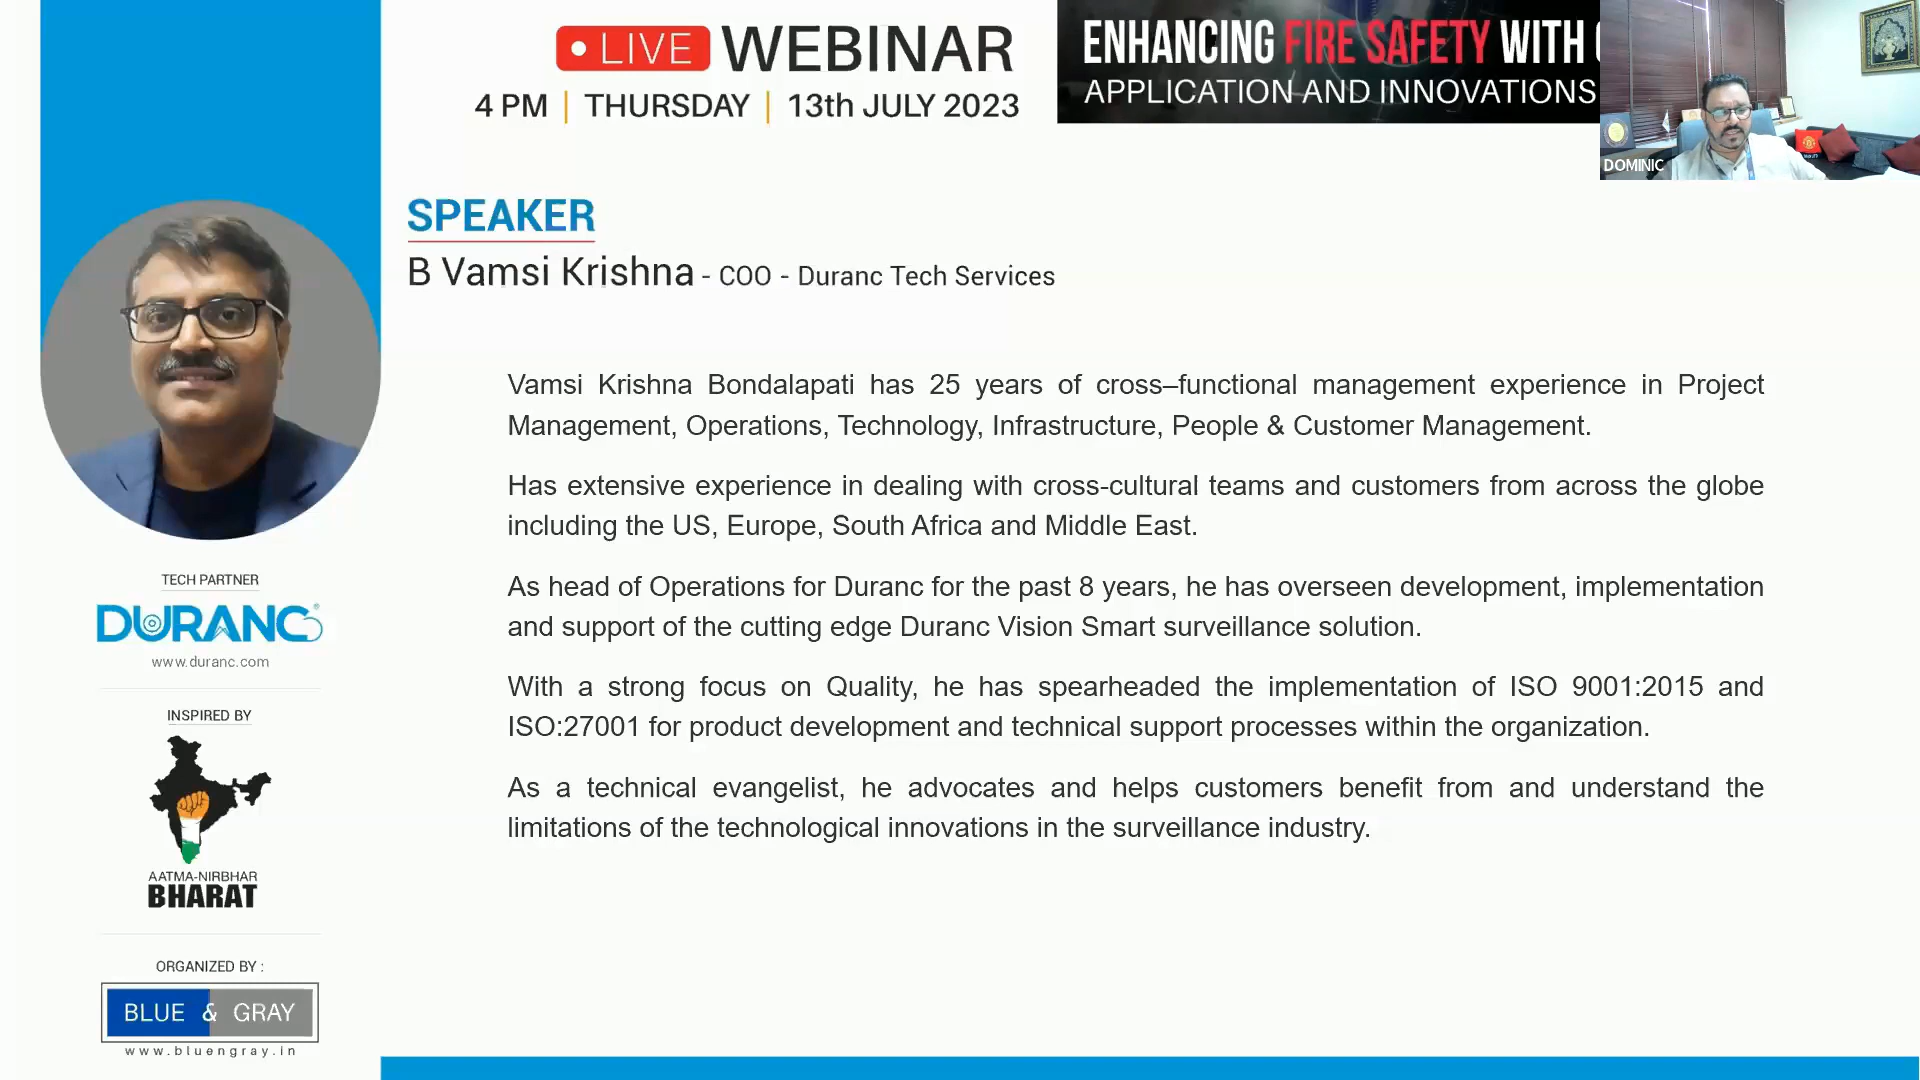 LIVE WEBINAR
4 PM | THURSDAY | 13th JULY 2023
ENHANCING FIRE SAFETY WITH
APPLICATION AND INNOVATIONS
DOMINIC
SPEAKER
B Vamsi Krishna - COO - Duranc Tech Services
Vamsi Krishna Bondalapati has 25 years of cross–functional management experience in Project
Management, Operations, Technology, Infrastructure, People & Customer Management.
Has extensive experience in dealing with cross-cultural teams and customers from across the globe
including the US, Europe, South Africa and Middle East.
As head of Operations for Duranc for the past 8 years, he has overseen development, implementation
and support of the cutting edge Duranc Vision Smart surveillance solution.
With a strong focus on Quality, he has spearheaded the implementation of ISO 9001:2015 and
ISO:27001 for product development and technical support processes within the organization.
As a technical evangelist, he advocates and helps customers benefit from and understand the
limitations of the technological innovations in the surveillance industry.
TECH PARTNER
DURANC®
www.duranc.com
INSPIRED BY
AATMA-NIRBHAR
BHARAT
ORGANIZED BY :
BLUE & GRAY
www.bluengray.in